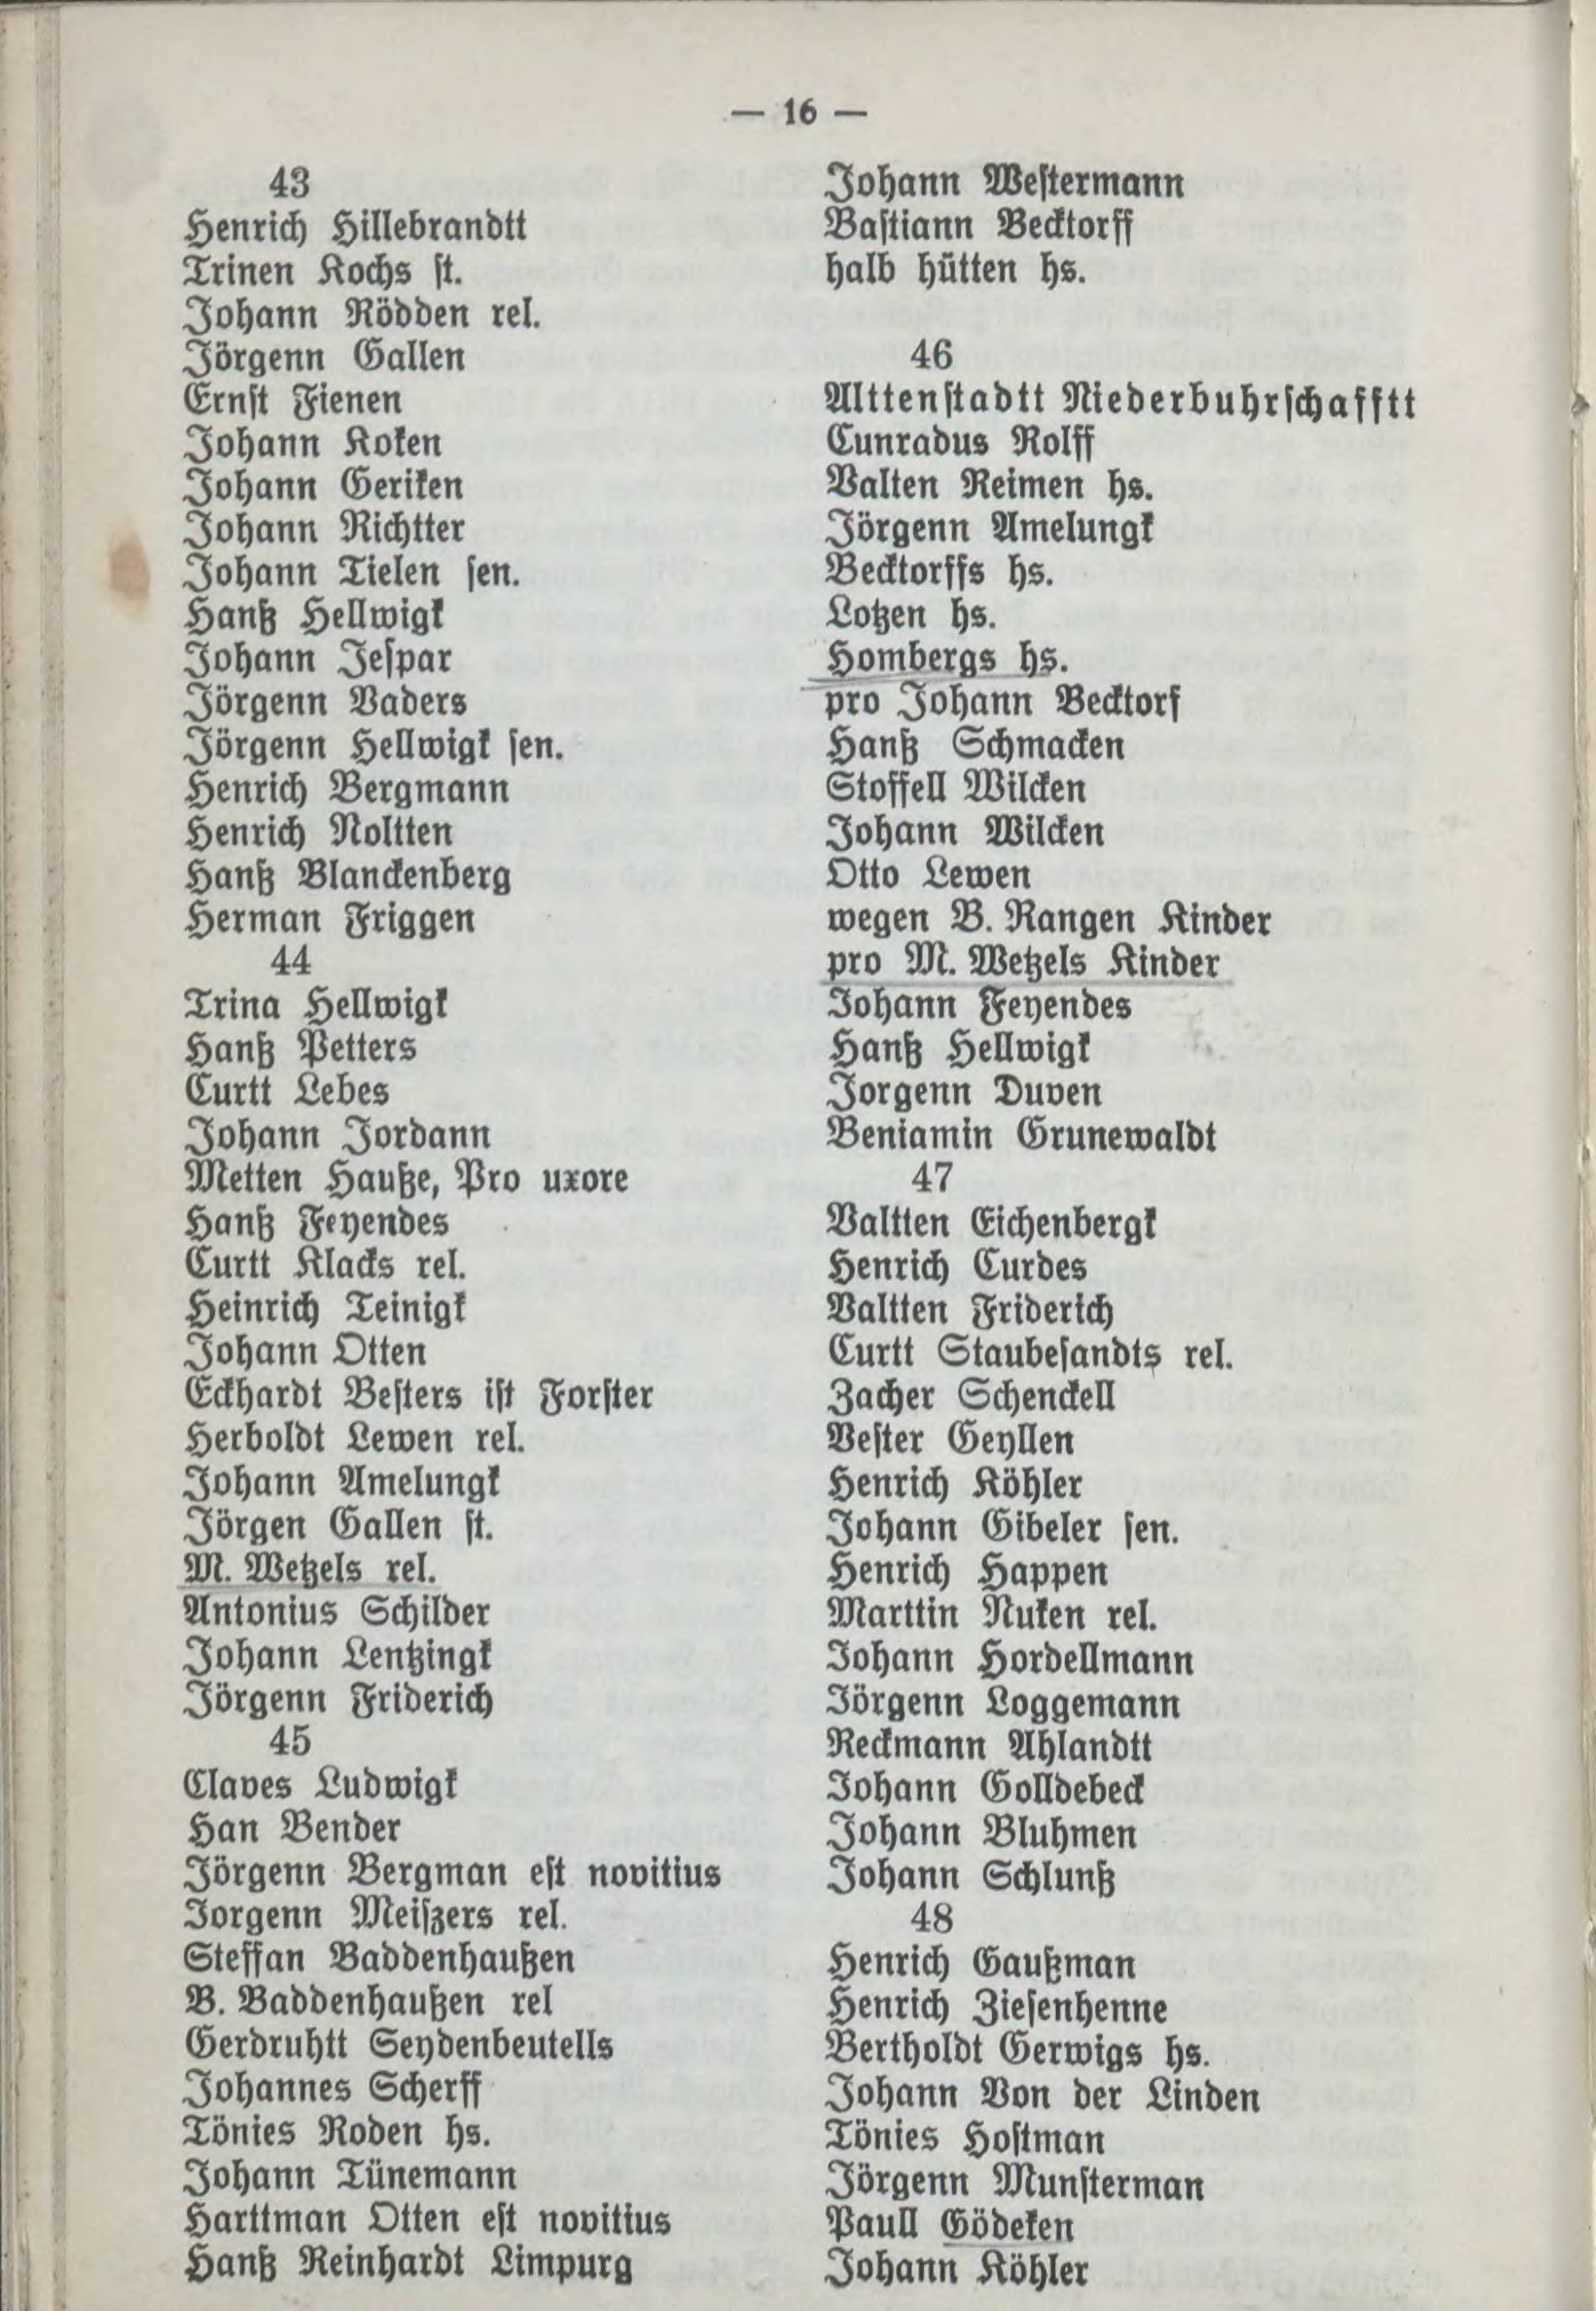 — 16 —
43
Henrich Hillebrandtt
Trinen Kochs st.
Johann Rödden rel.
Jörgenn Gallen
Ernst Fienen
Johann Koken
Johann Geriken
Johann Richtter
Johann Tielen sen.
Hanß Hellwigk
Johann Jespar
Jörgenn Vaders
Jörgenn Hellwigk sen.
Henrich Bergmann
Henrich Noltten
Hanß Blanckenberg
Herman Friggen
44
Trina Hellwigk
Hanß Petters
Curtt Lebes
Johann Jordann
Metten Hauße, Pro uxore
Hanß Feyendes
Curtt Klacks rel.
Heinrich Teinigk
Johann Otten
Eckhardt Besters ist Forster
Herboldt Lewen rel.
Johann Amelungk
Jörgen Gallen st.
M. Wetzels rel.
Antonius Schilder
Johann Lentzingk
Jörgenn Friderich
45
Claves Ludwigk
Han Bender
Jörgenn Bergman est novitius
Jorgenn Meiszers rel.
Steffan Baddenhaußen
B. Baddenhaußen rel
Gerdruhtt Seydenbeutells
Johannes Scherff
Tönies Roden hs.
Johann Tünemann
Harttman Otten est novitius
Hanß Reinhardt Limpurg
Johann Westermann
Bastiann Becktorff
halb hütten hs.
46
Alttenstadtt Niederbuhrschafftt
Cunradus Rolff
Valten Reimen hs.
Jörgenn Amelungk
Becktorffs hs.
Lotzen hs.
Hombergs hs.
pro Johann Becktorf
Hanß Schmacken
Stoffell Wilcken
Johann Wilcken
Otto Lewen
wegen B. Rangen Kinder
pro M. Wetzels Kinder
Johann Feyendes
Hanß Hellwigk
Jorgenn Duven
Beniamin Grunewaldt
47
Valtten Eichenbergk
Henrich Curdes
Valtten Friderich
Curtt Staubesandts rel.
Zacher Schenckell
Vester Geyllen
Henrich Köhler
Johann Gibeler sen.
Henrich Happen
Marttin Nuken rel.
Johann Hordellmann
Jörgenn Loggemann
Reckmann Ahlandtt
Johann Golldebeck
Johann Bluhmen
Johann Schlunß
48
Henrich Gaußman
Henrich Ziesenhenne
Bertholdt Gerwigs hs.
Johann Von der Linden
Tönies Hostman
Jörgenn Munsterman
Paull Gödeken
Johann Köhler